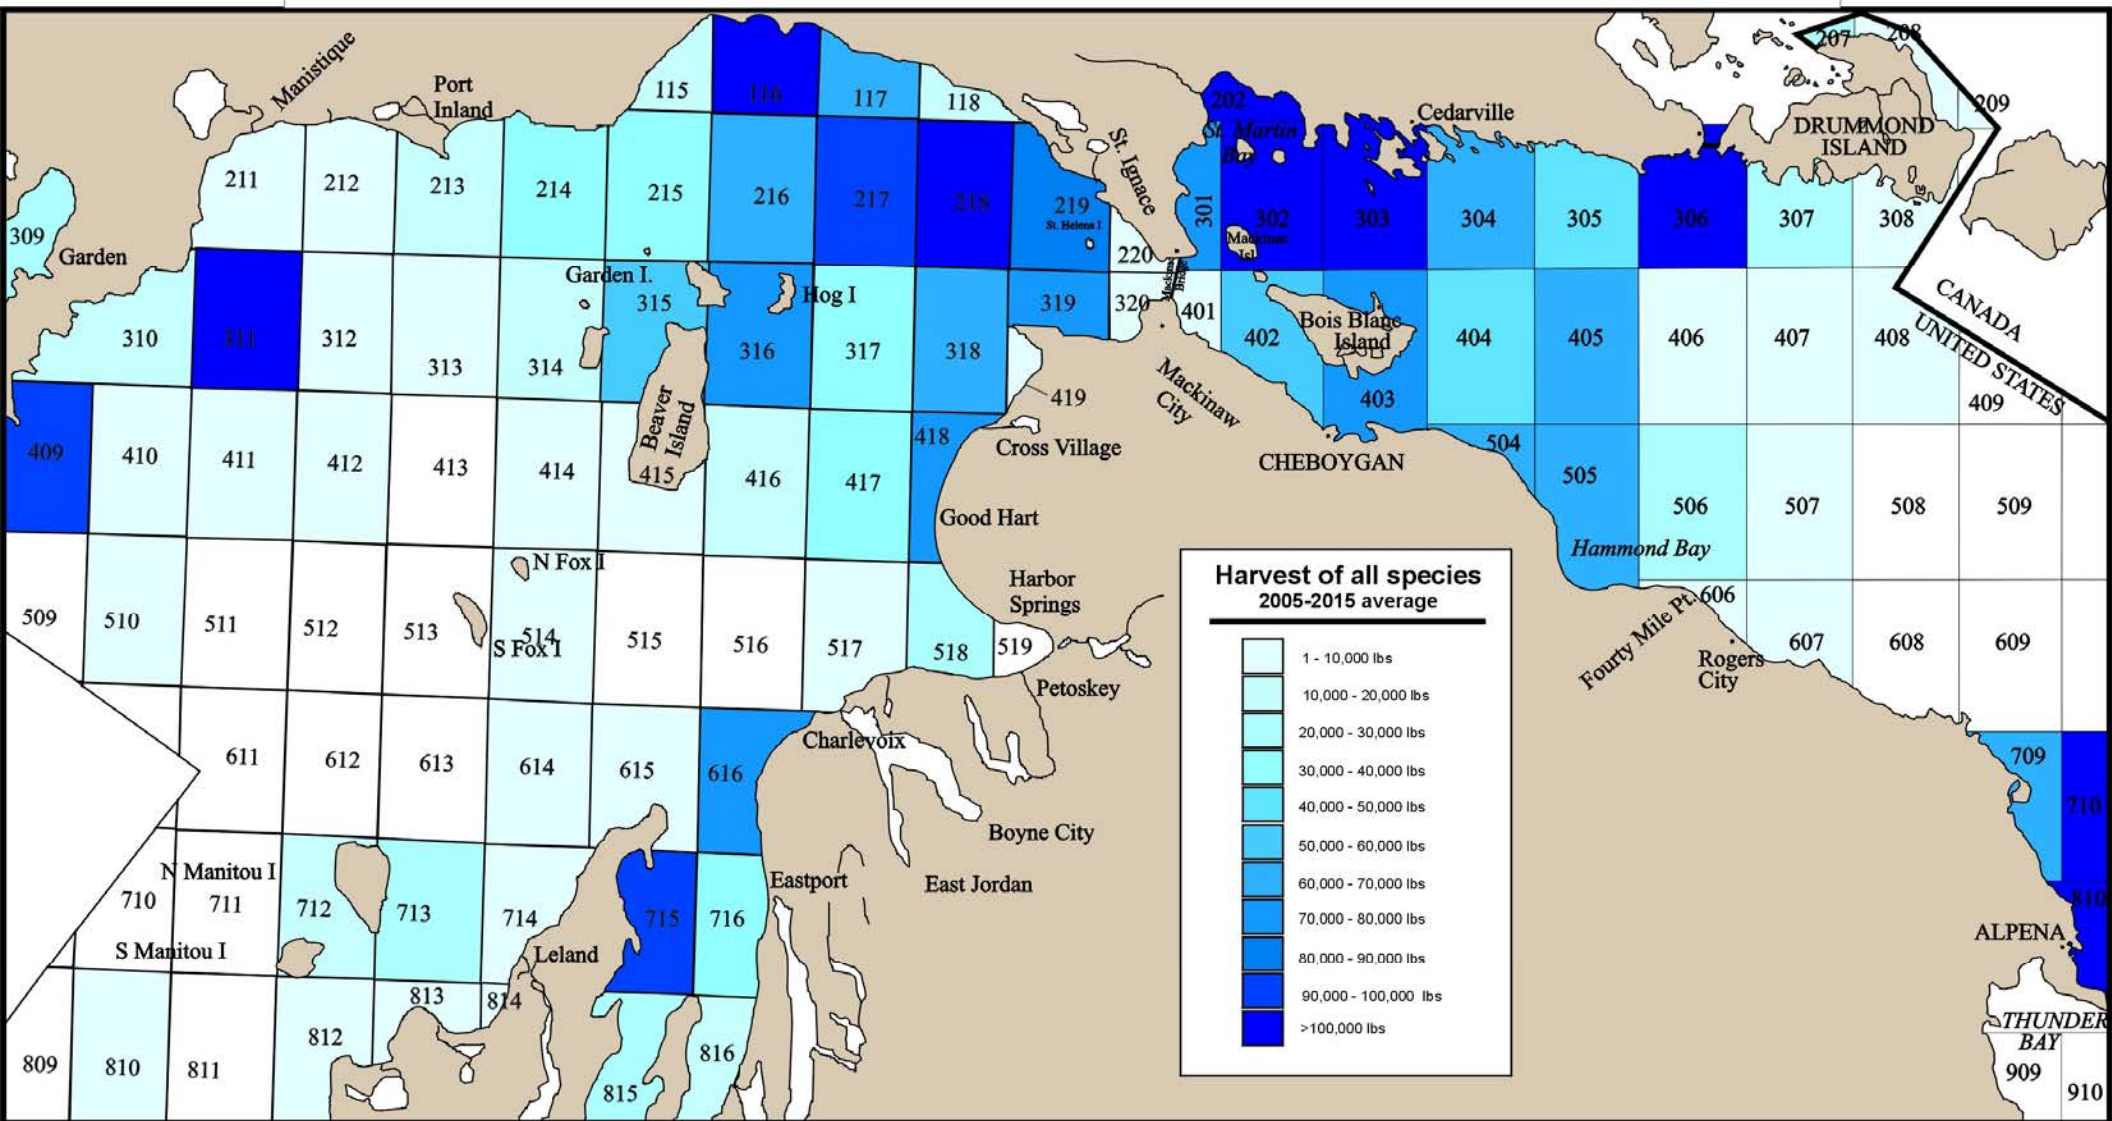 207
208
209
Manistique
Port
Inland
115
116
117
118
202
St. Martin
Bay
Cedarville
DRUMMOND
ISLAND
St. Ignace
211
212
213
214
215
216
217
218
219
St. Helena I
220
301
302
Mackinac
Isl
303
304
305
306
307
308
309
Garden
Garden I.
Hog I
310
311
312
313
314
315
316
317
318
319
320
Mackinac
Bridge
401
402
Bois Blanc
Island
403
404
405
406
407
408
409
CANADA
UNITED STATES
Mackinaw
City
419
Cross Village
CHEBOYGAN
Beaver
Island
409
410
411
412
413
414
415
416
417
418
504
505
506
507
508
509
Good Hart
Hammond Bay
N Fox I
S Fox I
Harbor
Springs
509
510
511
512
513
514
515
516
517
518
519
Petoskey
606
607
608
609
Fourty Mile Pt.
Rogers
City
Harvest of all species
2005-2015 average
1 - 10,000 lbs
10,000 - 20,000 lbs
20,000 - 30,000 lbs
30,000 - 40,000 lbs
40,000 - 50,000 lbs
50,000 - 60,000 lbs
60,000 - 70,000 lbs
70,000 - 80,000 lbs
80,000 - 90,000 lbs
90,000 - 100,000 lbs
>100,000 lbs
611
612
613
614
615
616
Charlevoix
Boyne City
East Jordan
Eastport
709
710
810
ALPENA
N Manitou I
710
711
712
713
714
715
716
S Manitou I
Leland
809
810
811
812
813
814
815
816
THUNDER
BAY
909
910